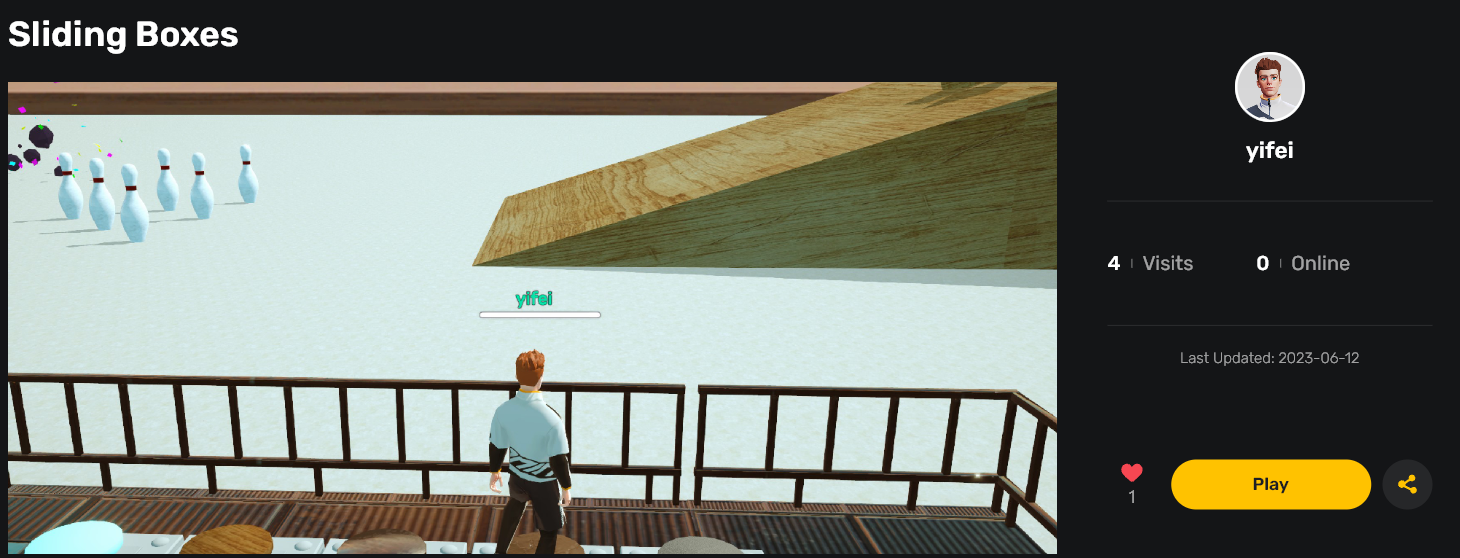 Sliding Boxes
yifei
yifei
4 Visits
0 Online
Last Updated: 2023-06-12
1
Play